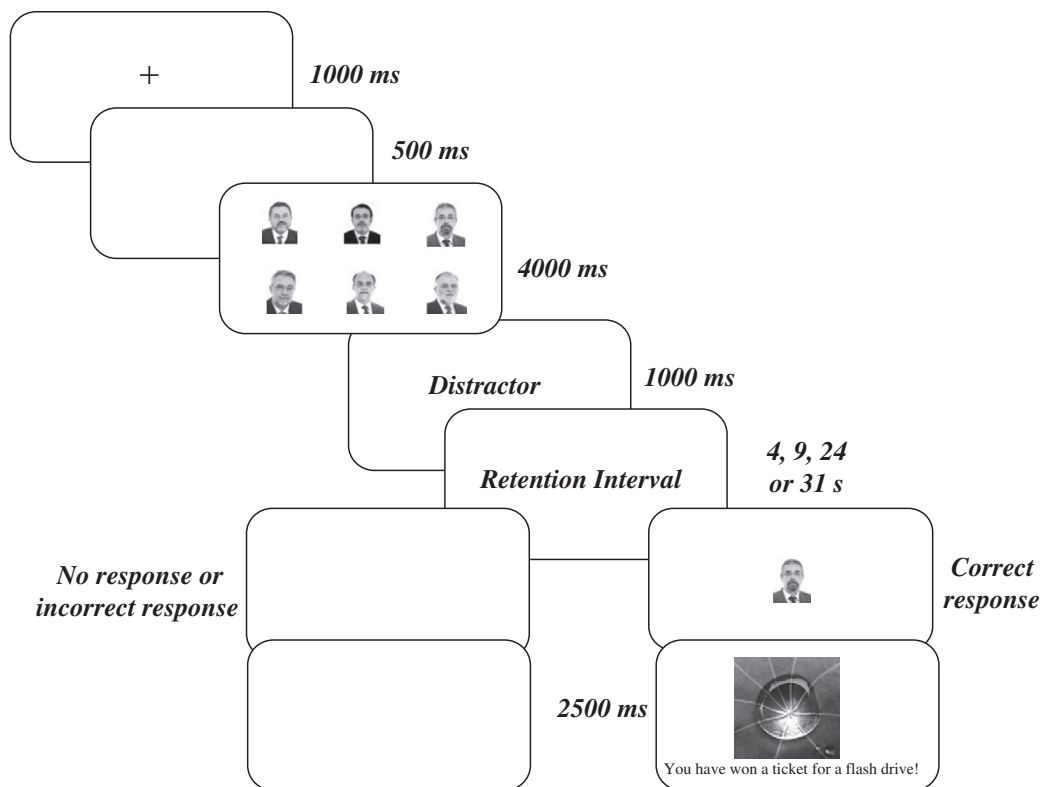 +
1000 ms
500 ms
4000 ms
Distractor
1000 ms
Retention Interval
4, 9, 24
or 31 s
No response or
incorrect response
Correct
response
2500 ms
You have won a ticket for a flash drive!